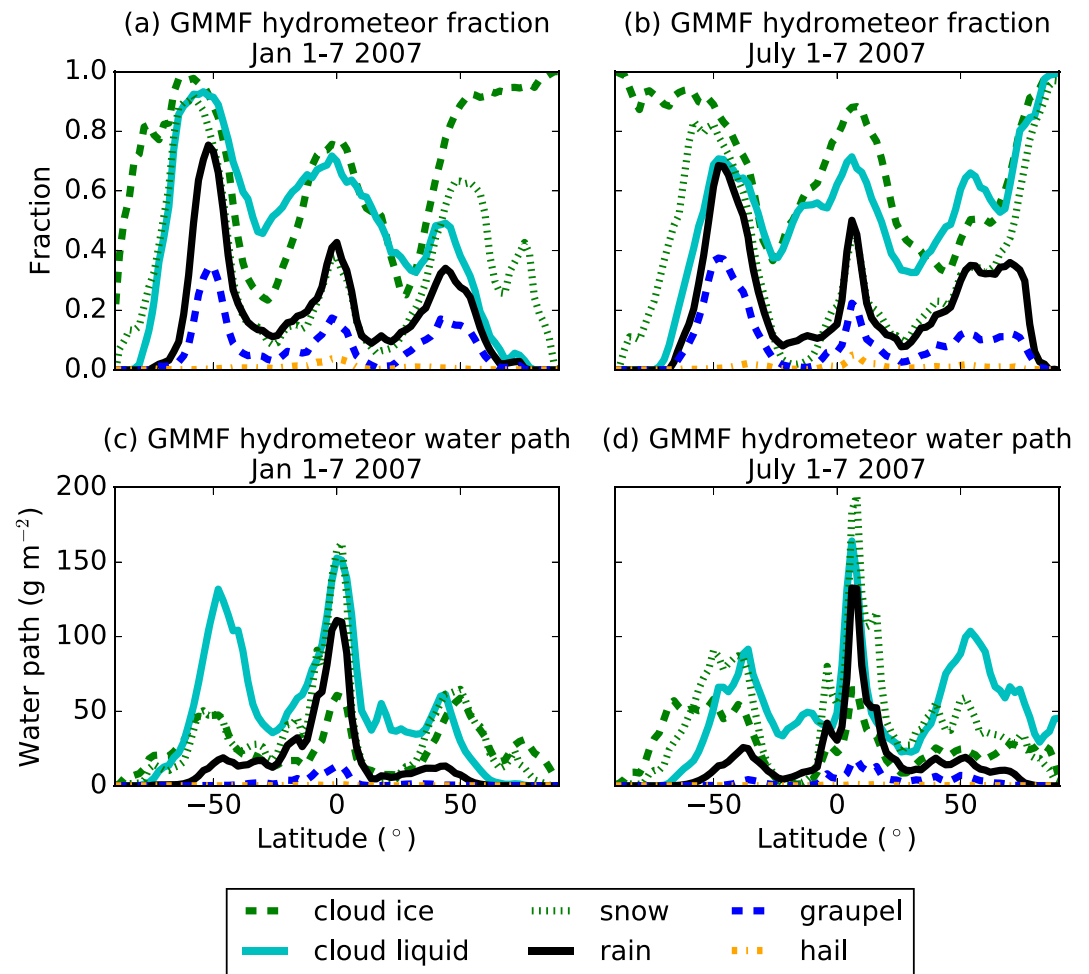 (a) GMMF hydrometeor fraction
Jan 1-7 2007
(b) GMMF hydrometeor fraction
July 1-7 2007
Fraction
1.0
0.8
0.6
0.4
0.2
0.0
(c) GMMF hydrometeor water path
Jan 1-7 2007
(d) GMMF hydrometeor water path
July 1-7 2007
Water path (g m⁻²)
200
150
100
50
0
−50 0 50
−50 0 50
Latitude (°)
Latitude (°)
cloud ice snow graupel
cloud liquid rain hail